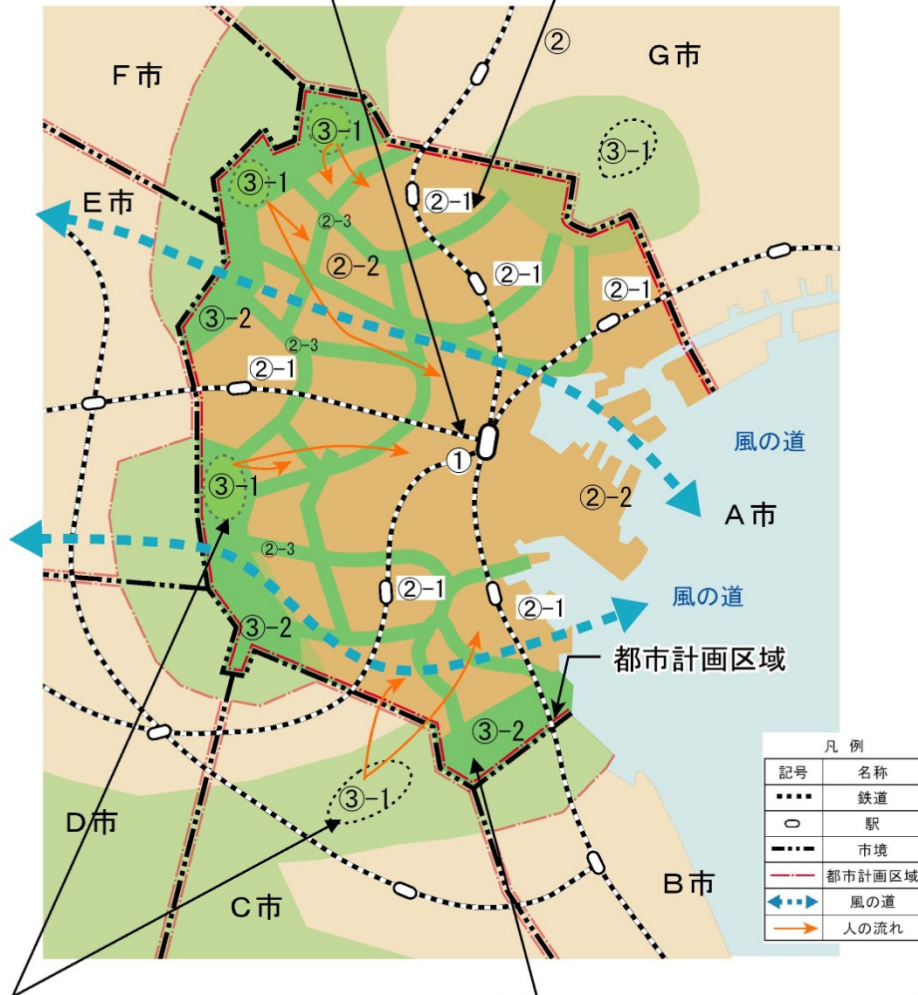 ②
G市
F市
③-1
③-1
③-1
②-1
E市
②-3
②-2
②-1
②-1
③-2
②-3
②-1
風の道
①
③-1
②-2
A市
②-3
②-1
②-1
風の道
③-2
都市計画区域
③-2
③-1
D市
C市
B市
凡 例
記号 名称
鉄道
駅
市境
都市計画区域
風の道
人の流れ